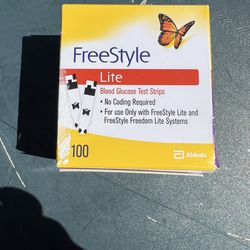 FreeStyle
Lite
Blood Glucose Test Strips
• No Coding Required
• For use Only with FreeStyle Lite and
FreeStyle Freedom Lite Systems
100
Abbott